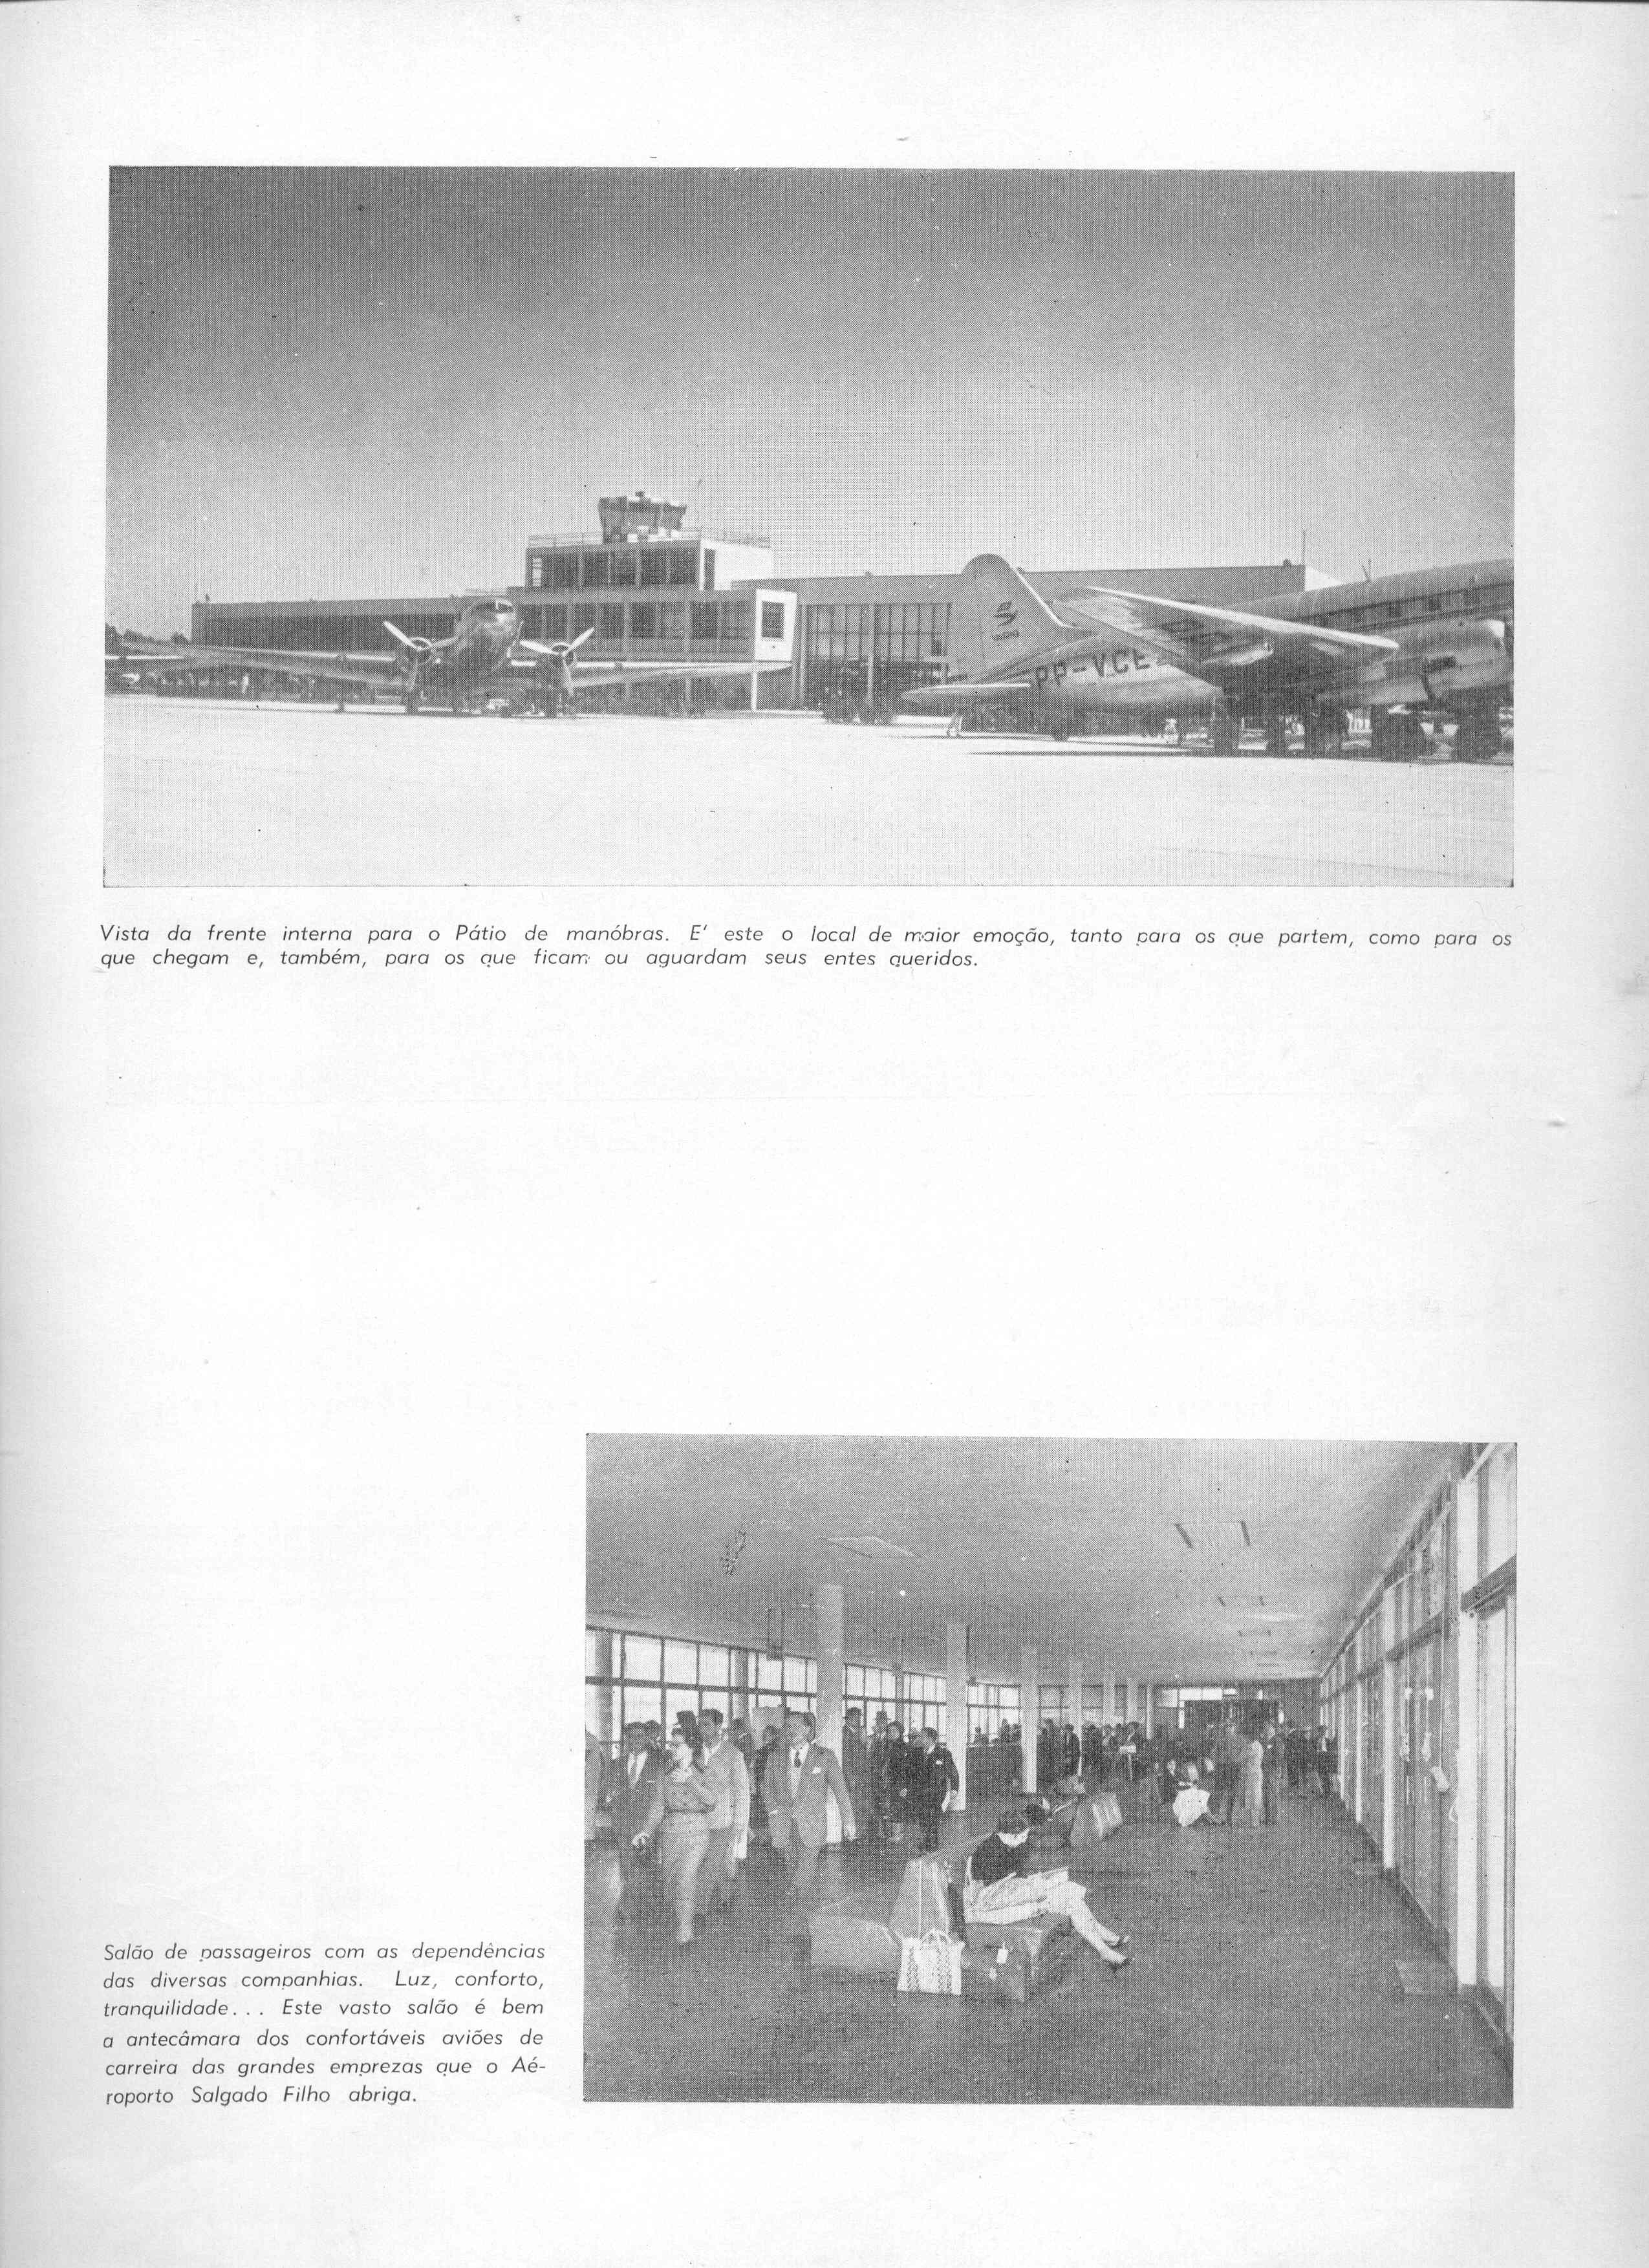 VARIG
PP-VCE
Vista da frente interna para o Pátio de manóbras. E' este o local de maior emoção, tanto para os que partem, como para os
que chegam e, também, para os que ficam ou aguardam seus entes queridos.
Salão de passageiros com as dependências
das diversas companhias. Luz, conforto,
tranquilidade... Este vasto salão é bem
a antecâmara dos confortáveis aviões de
carreira das grandes emprezas que o Aé-
roporto Salgado Filho abriga.